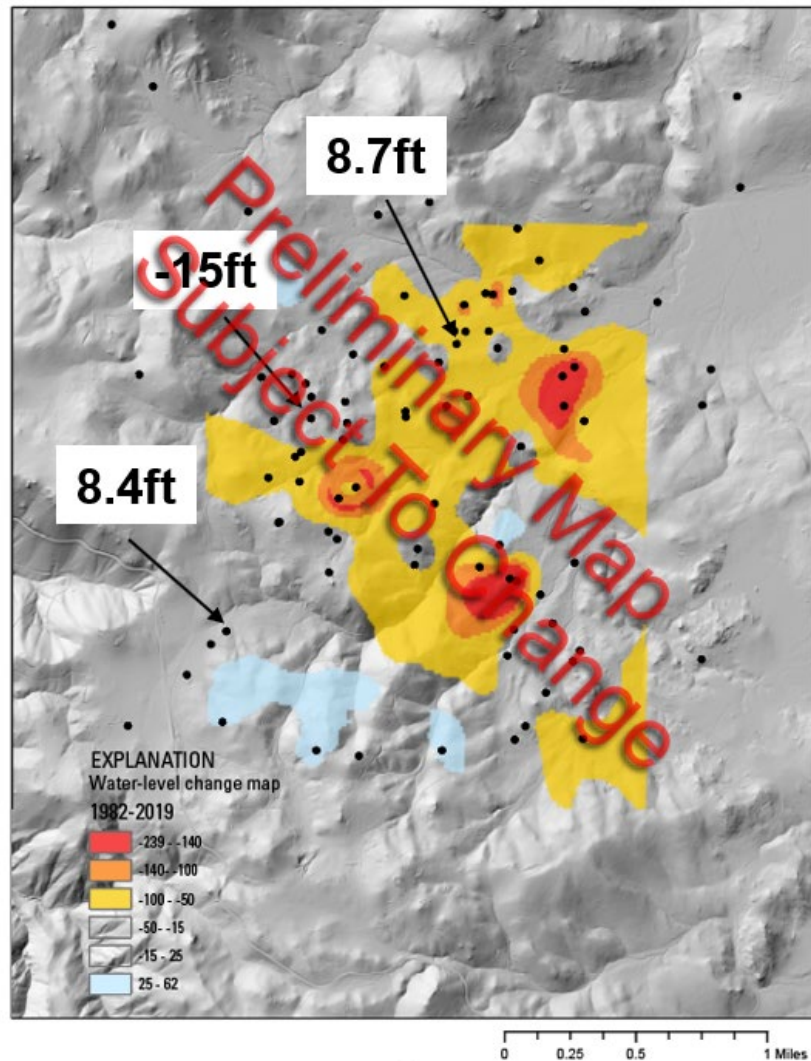 8.7ft
-15ft
8.4ft
Preliminary Map
Subject To Change
EXPLANATION
Water-level change map
1982-2019
-239 - -140
-140- -100
-100 - -50
-50 - -15
-15 - 25
25 - 62
0 0.25 0.5 1 Miles